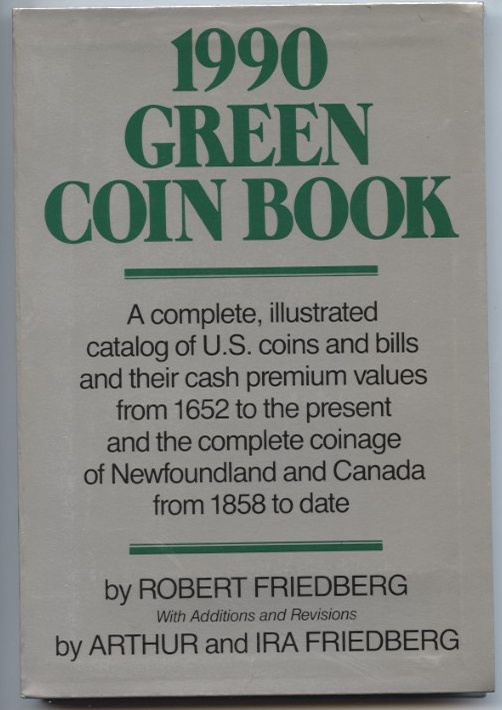 1990
GREEN
COIN BOOK
A complete, illustrated
catalog of U.S. coins and bills
and their cash premium values
from 1652 to the present
and the complete coinage
of Newfoundland and Canada
from 1858 to date
by ROBERT FRIEDBERG
With Additions and Revisions
by ARTHUR and IRA FRIEDBERG